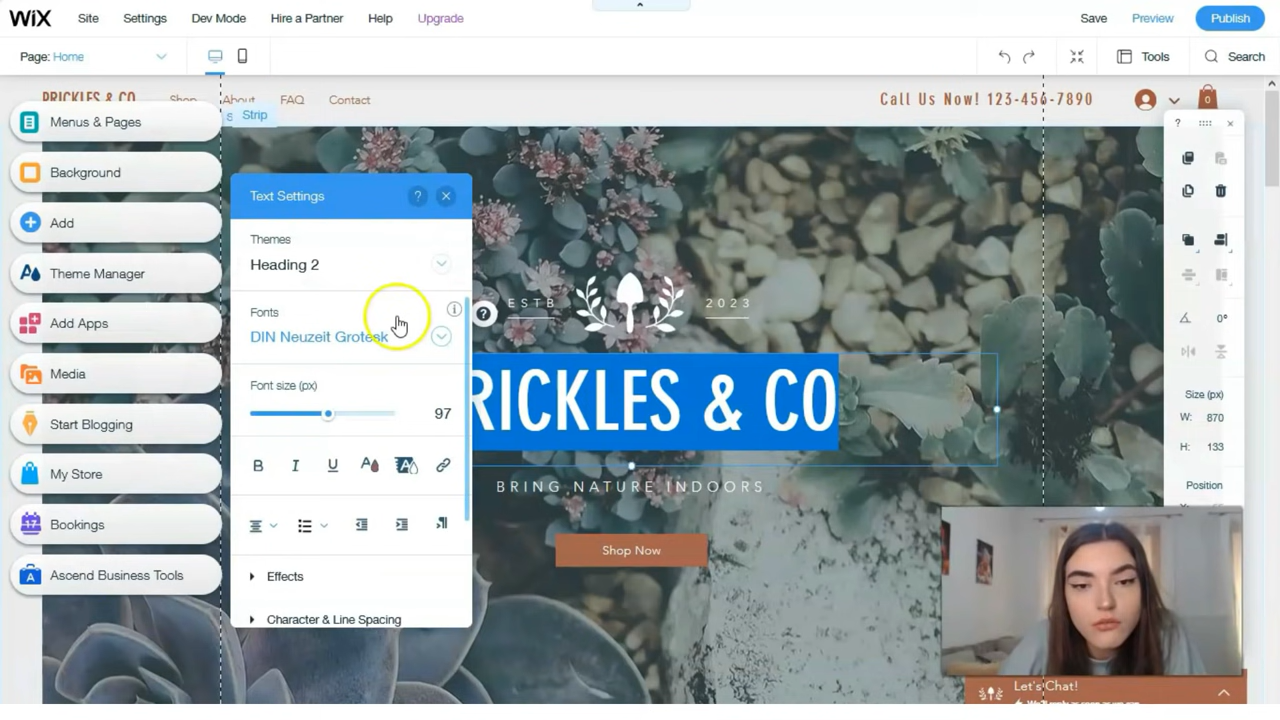 WiX Site Settings Dev Mode Hire a Partner Help Upgrade Save Preview Publish
Page: Home Tools Search
PRICKLES & CO Shop About FAQ Contact Call Us Now! 123-456-7890 0
S Strip
Menus & Pages
Background
Add
Theme Manager
Add Apps
Media
Start Blogging
My Store
Bookings
Ascend Business Tools
Text Settings ? ×
Themes
Heading 2
Fonts
DIN Neuzeit Grotesk
Font size (px)
97
B I U A A
Effects
Character & Line Spacing
ESTB 2023
RICKLES & CO
BRING NATURE INDOORS
Shop Now
? ×
0°
Size (px)
W: 870
H: 133
Position
Let's Chat!